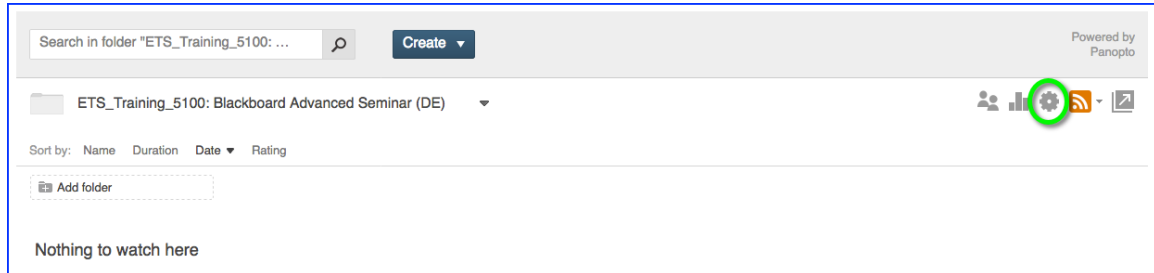 Search in folder "ETS_Training_5100: ...
Create
Powered by
Panopto
ETS_Training_5100: Blackboard Advanced Seminar (DE)
Sort by: Name Duration Date Rating
Add folder
Nothing to watch here